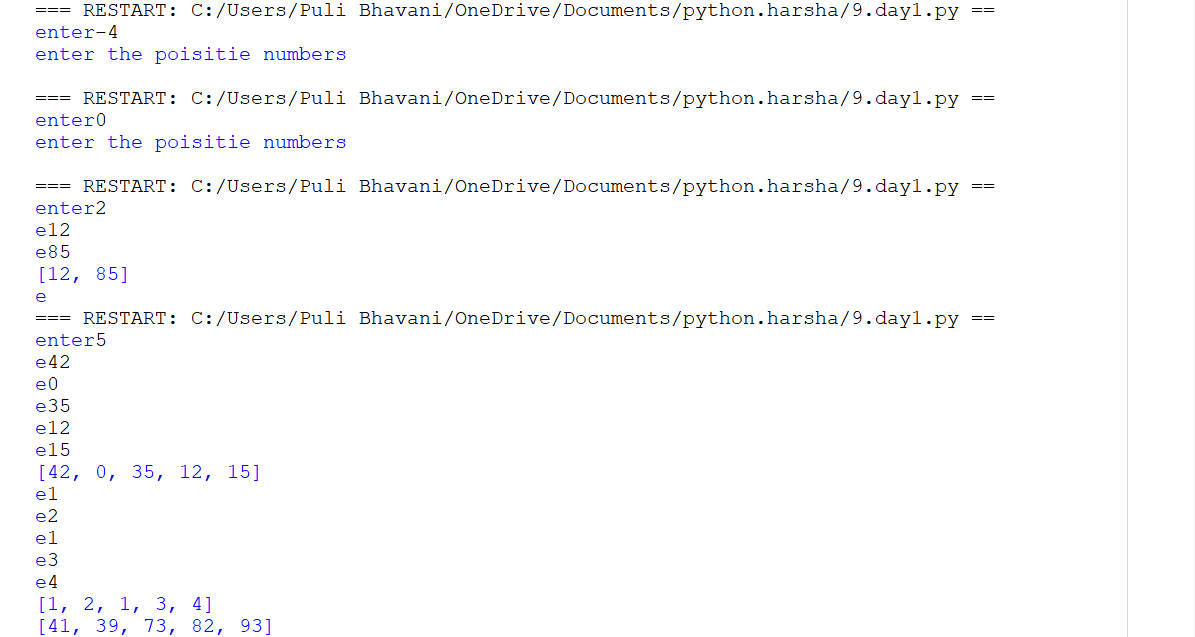 === RESTART: C:/Users/Puli Bhavani/OneDrive/Documents/python.harsha/9.day1.py ==
enter-4
enter the poisitie numbers
=== RESTART: C:/Users/Puli Bhavani/OneDrive/Documents/python.harsha/9.day1.py ==
enter0
enter the poisitie numbers
=== RESTART: C:/Users/Puli Bhavani/OneDrive/Documents/python.harsha/9.day1.py ==
enter2
e12
e85
[12, 85]
e
=== RESTART: C:/Users/Puli Bhavani/OneDrive/Documents/python.harsha/9.day1.py ==
enter5
e42
e0
e35
e12
e15
[42, 0, 35, 12, 15]
e1
e2
e1
e3
e4
[1, 2, 1, 3, 4]
[41, 39, 73, 82, 93]